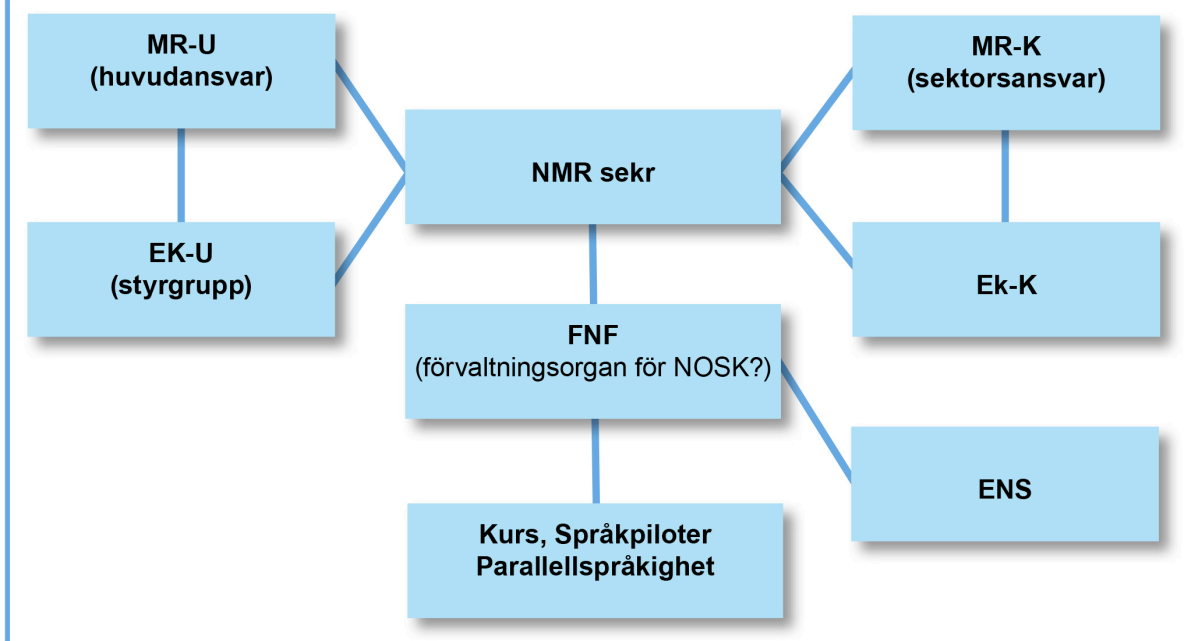 MR-U
(huvudansvar)
MR-K
(sektorsansvar)
NMR sekr
EK-U
(styrgrupp)
Ek-K
FNF
(förvaltningsorgan för NOSK?)
ENS
Kurs, Språkpiloter
Parallellspråkighet